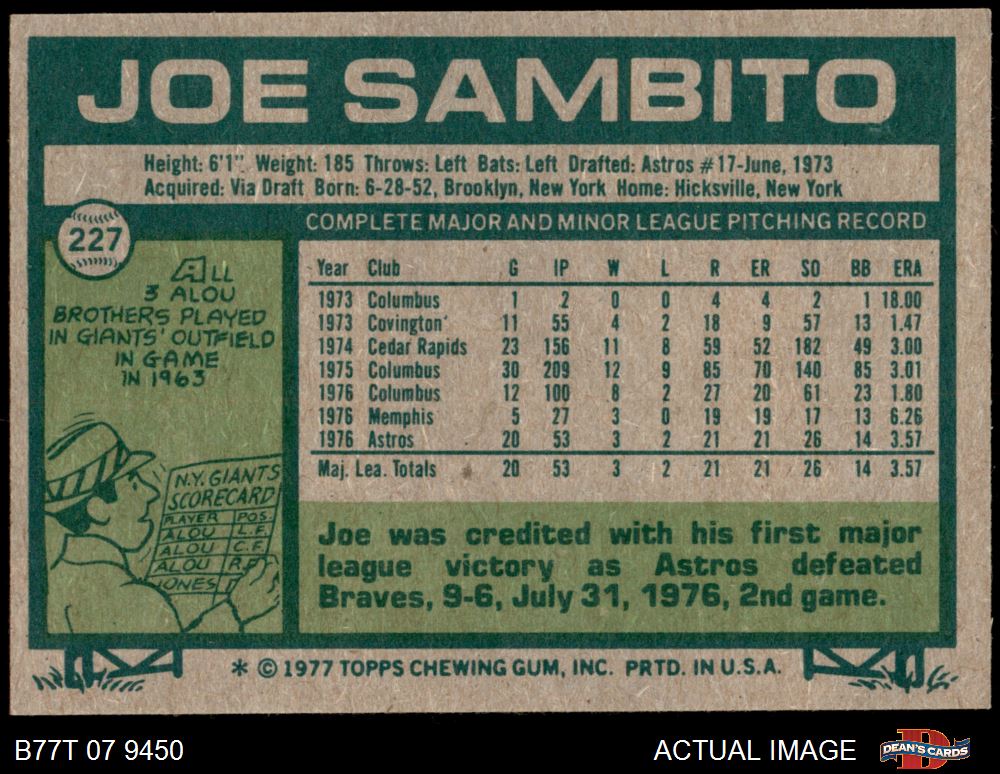 JOE SAMBITO
Height: 6'1". Weight: 185 Throws: Left Bats: Left Drafted: Astros #17-June, 1973
Acquired: Via Draft Born: 6-28-52, Brooklyn, New York Home: Hicksville, New York
227
COMPLETE MAJOR AND MINOR LEAGUE PITCHING RECORD
ALL
3 ALOU
BROTHERS PLAYED
IN GIANTS' OUTFIELD
IN GAME
IN 1963
N.Y. GIANTS
SCORECARD
PLAYER POS.
ALOU L.F.
ALOU C.F.
ALOU R.F.
JONES
Year Club G IP W L R ER SO BB ERA
1973 Columbus 1 2 0 0 4 4 2 1 18.00
1973 Covington 11 55 4 2 18 9 57 13 1.47
1974 Cedar Rapids 23 156 11 8 59 52 182 49 3.00
1975 Columbus 30 209 12 9 85 70 140 85 3.01
1976 Columbus 12 100 8 2 27 20 61 23 1.80
1976 Memphis 5 27 3 0 19 19 17 13 6.26
1976 Astros 20 53 3 2 21 21 26 14 3.57
Maj. Lea. Totals 20 53 3 2 21 21 26 14 3.57
Joe was credited with his first major
league victory as Astros defeated
Braves, 9-6, July 31, 1976, 2nd game.
* © 1977 TOPPS CHEWING GUM, INC. PRTD. IN U.S.A.
B77T 07 9450
ACTUAL IMAGE
DEAN'S CARDS